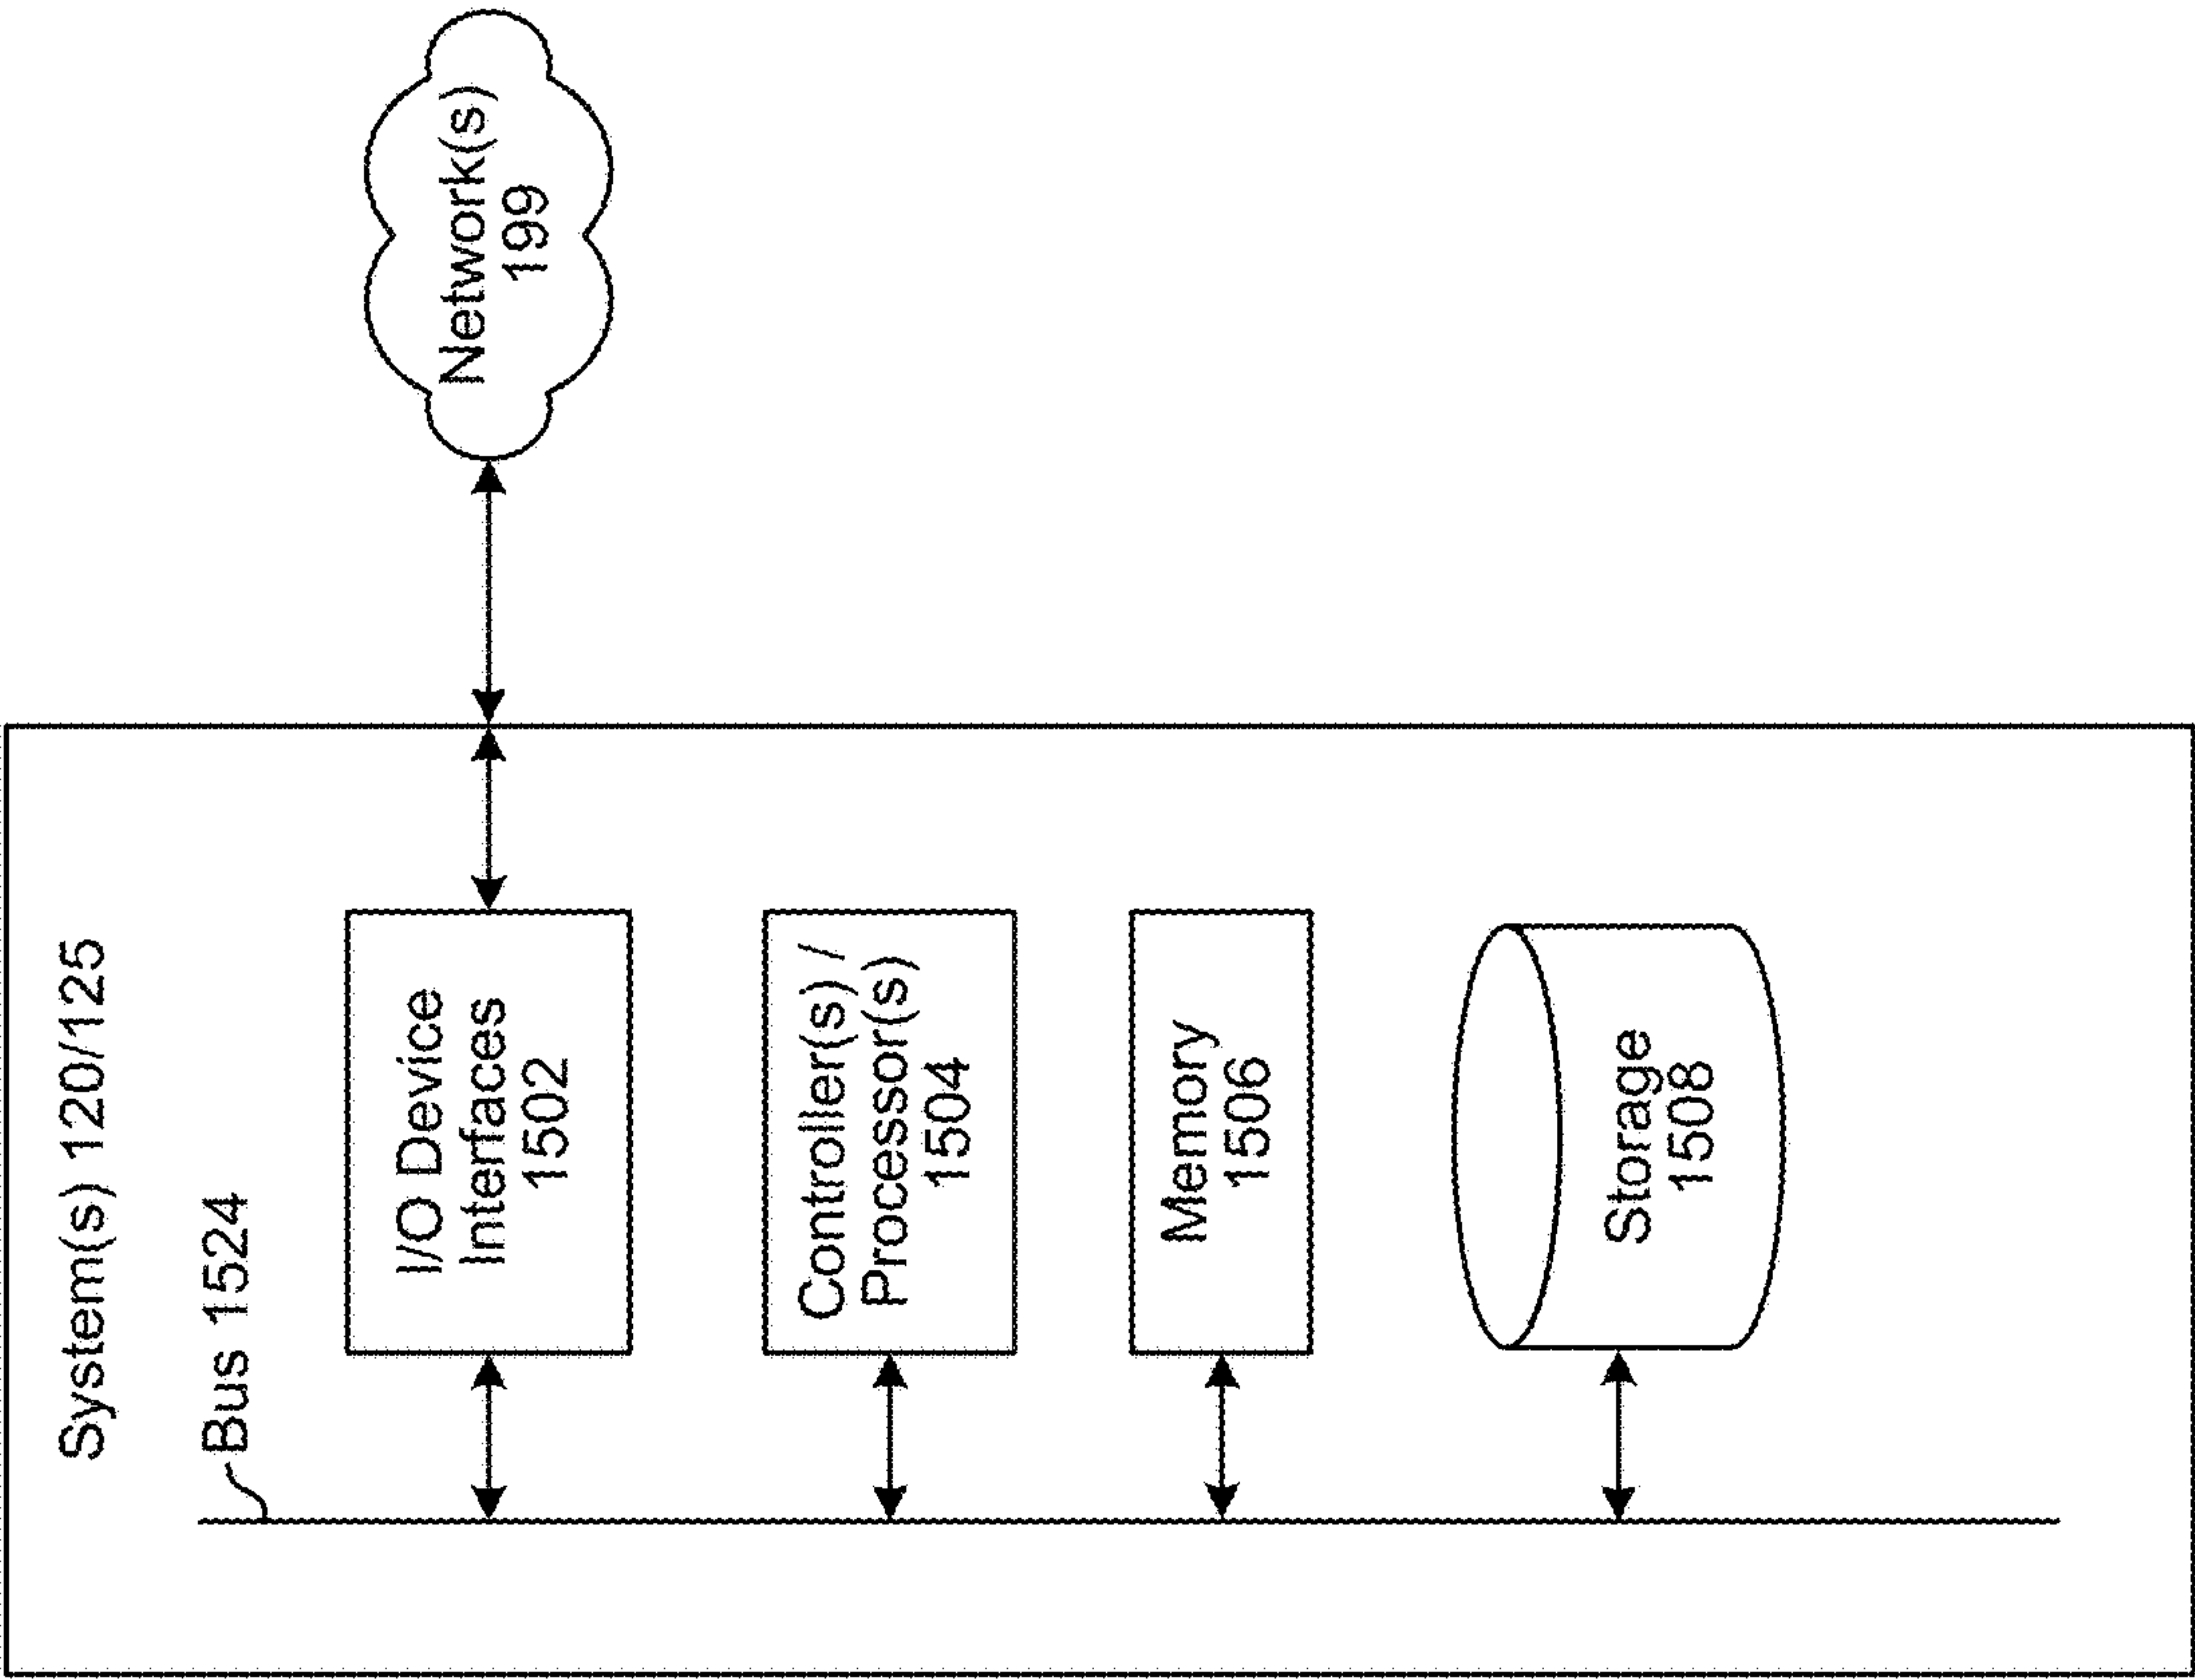 System(s) 120/125
Bus 1524
I/O Device
Interfaces
1502
Network(s)
199
Controller(s) /
Processor(s)
1504
Memory
1506
Storage
1508